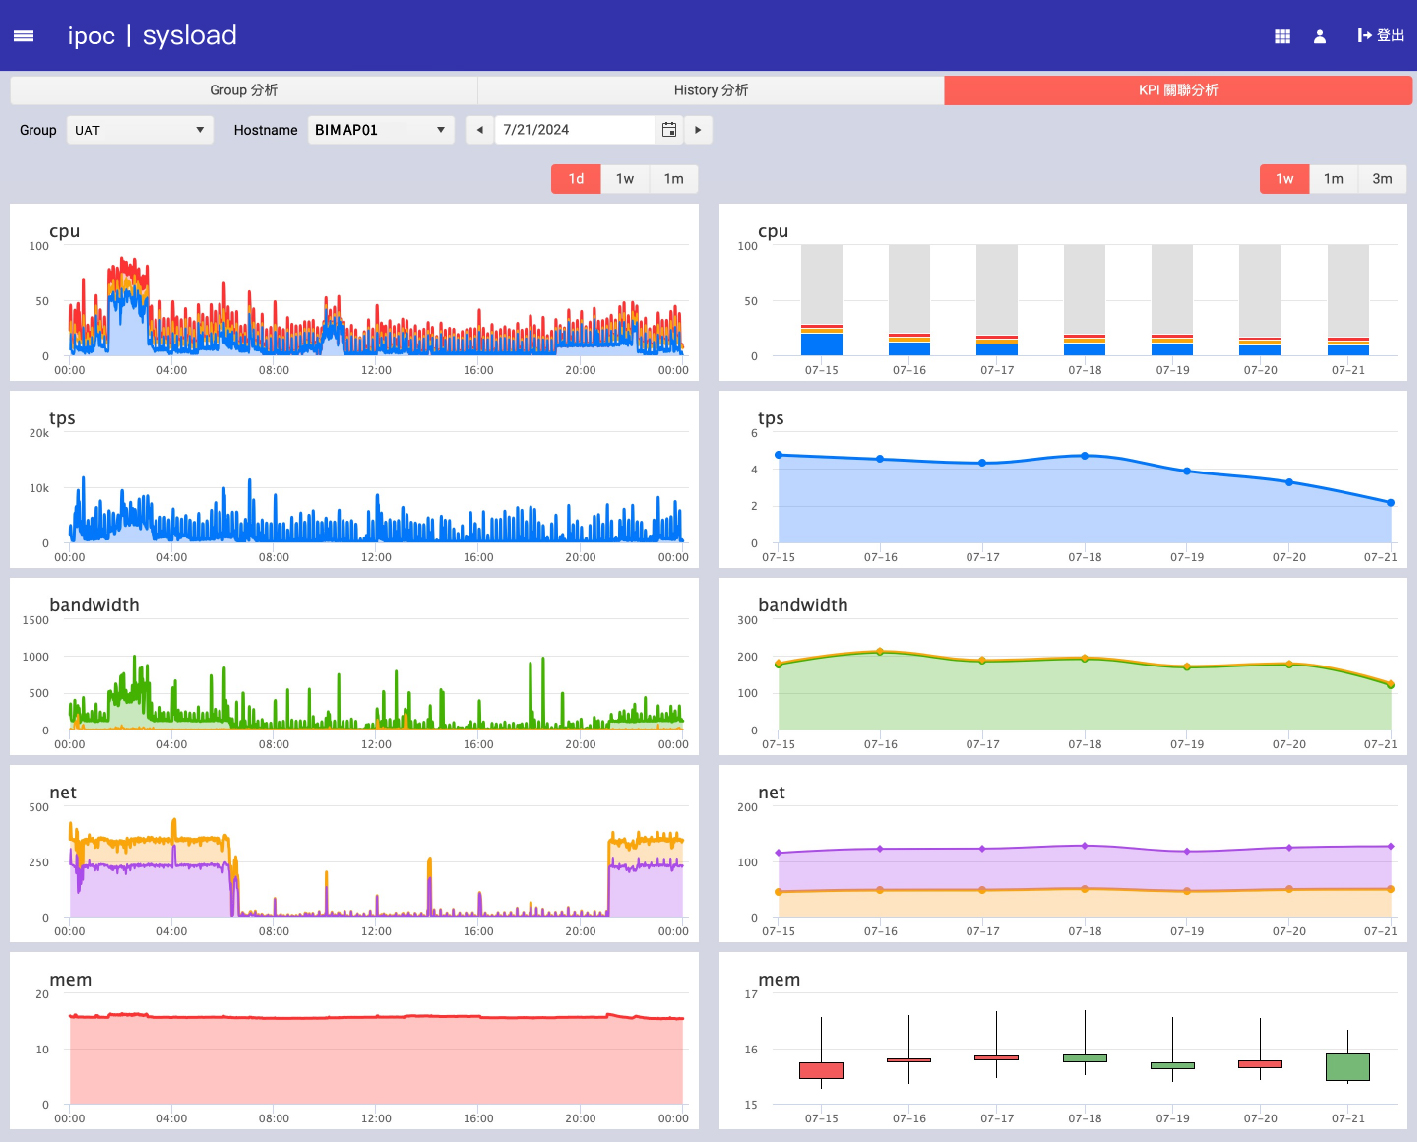 ipoc | sysload
登出
Group 分析
History 分析
KPI 關聯分析
Group
UAT
Hostname
BIMAP01
7/21/2024
1d 1w 1m
1w 1m 3m
cpu
100
50
0
00:00 04:00 08:00 12:00 16:00 20:00 00:00
cpu
100
50
0
07-15 07-16 07-17 07-18 07-19 07-20 07-21
tps
20k
10k
0
00:00 04:00 08:00 12:00 16:00 20:00 00:00
tps
6
4
2
0
07-15 07-16 07-17 07-18 07-19 07-20 07-21
bandwidth
1500
1000
500
0
00:00 04:00 08:00 12:00 16:00 20:00 00:00
bandwidth
300
200
100
0
07-15 07-16 07-17 07-18 07-19 07-20 07-21
net
500
250
0
00:00 04:00 08:00 12:00 16:00 20:00 00:00
net
200
100
0
07-15 07-16 07-17 07-18 07-19 07-20 07-21
mem
20
10
0
00:00 04:00 08:00 12:00 16:00 20:00 00:00
mem
17
16
15
07-15 07-16 07-17 07-18 07-19 07-20 07-21